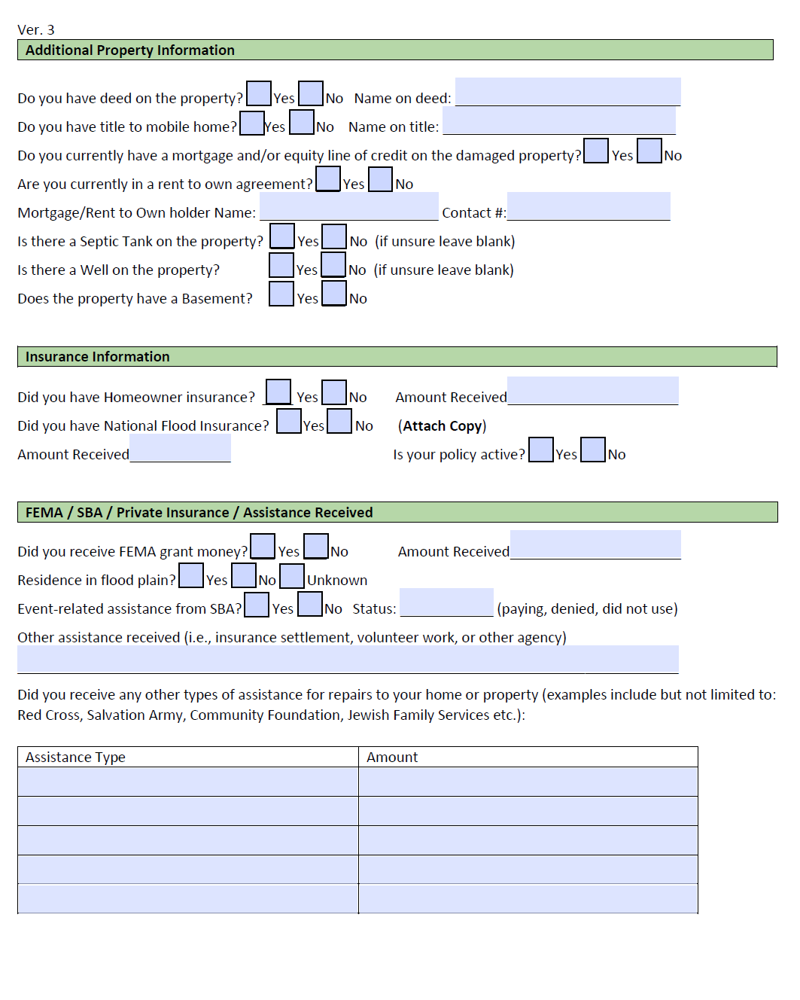 Ver. 3
Additional Property Information
Do you have deed on the property? Yes No Name on deed:
Do you have title to mobile home? Yes No Name on title:
Do you currently have a mortgage and/or equity line of credit on the damaged property? Yes No
Are you currently in a rent to own agreement? Yes No
Mortgage/Rent to Own holder Name: Contact #:
Is there a Septic Tank on the property? Yes No (if unsure leave blank)
Is there a Well on the property? Yes No (if unsure leave blank)
Does the property have a Basement? Yes No
Insurance Information
Did you have Homeowner insurance? Yes No Amount Received
Did you have National Flood Insurance? Yes No (Attach Copy)
Amount Received Is your policy active? Yes No
FEMA / SBA / Private Insurance / Assistance Received
Did you receive FEMA grant money? Yes No Amount Received
Residence in flood plain? Yes No Unknown
Event-related assistance from SBA? Yes No Status: (paying, denied, did not use)
Other assistance received (i.e., insurance settlement, volunteer work, or other agency)
Did you receive any other types of assistance for repairs to your home or property (examples include but not limited to:
Red Cross, Salvation Army, Community Foundation, Jewish Family Services etc.):
Assistance Type Amount